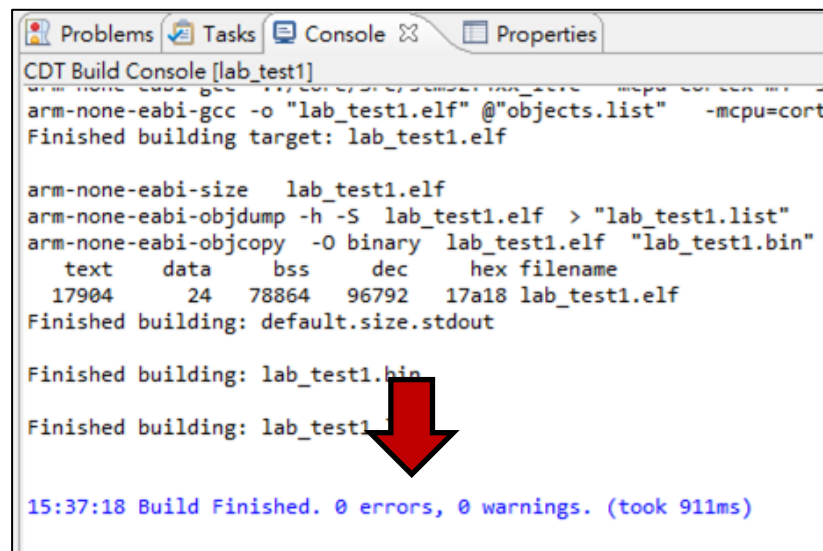 Problems Tasks Console Properties
CDT Build Console [lab_test1]
arm-none-eabi-gcc
arm-none-eabi-gcc -o "lab_test1.elf" @"objects.list" -mcpu=cort
Finished building target: lab_test1.elf
arm-none-eabi-size lab_test1.elf
arm-none-eabi-objdump -h -S lab_test1.elf > "lab_test1.list"
arm-none-eabi-objcopy -O binary lab_test1.elf "lab_test1.bin"
text data bss dec hex filename
17904 24 78864 96792 17a18 lab_test1.elf
Finished building: default.size.stdout
Finished building: lab_test1.bin
Finished building: lab_test1
15:37:18 Build Finished. 0 errors, 0 warnings. (took 911ms)